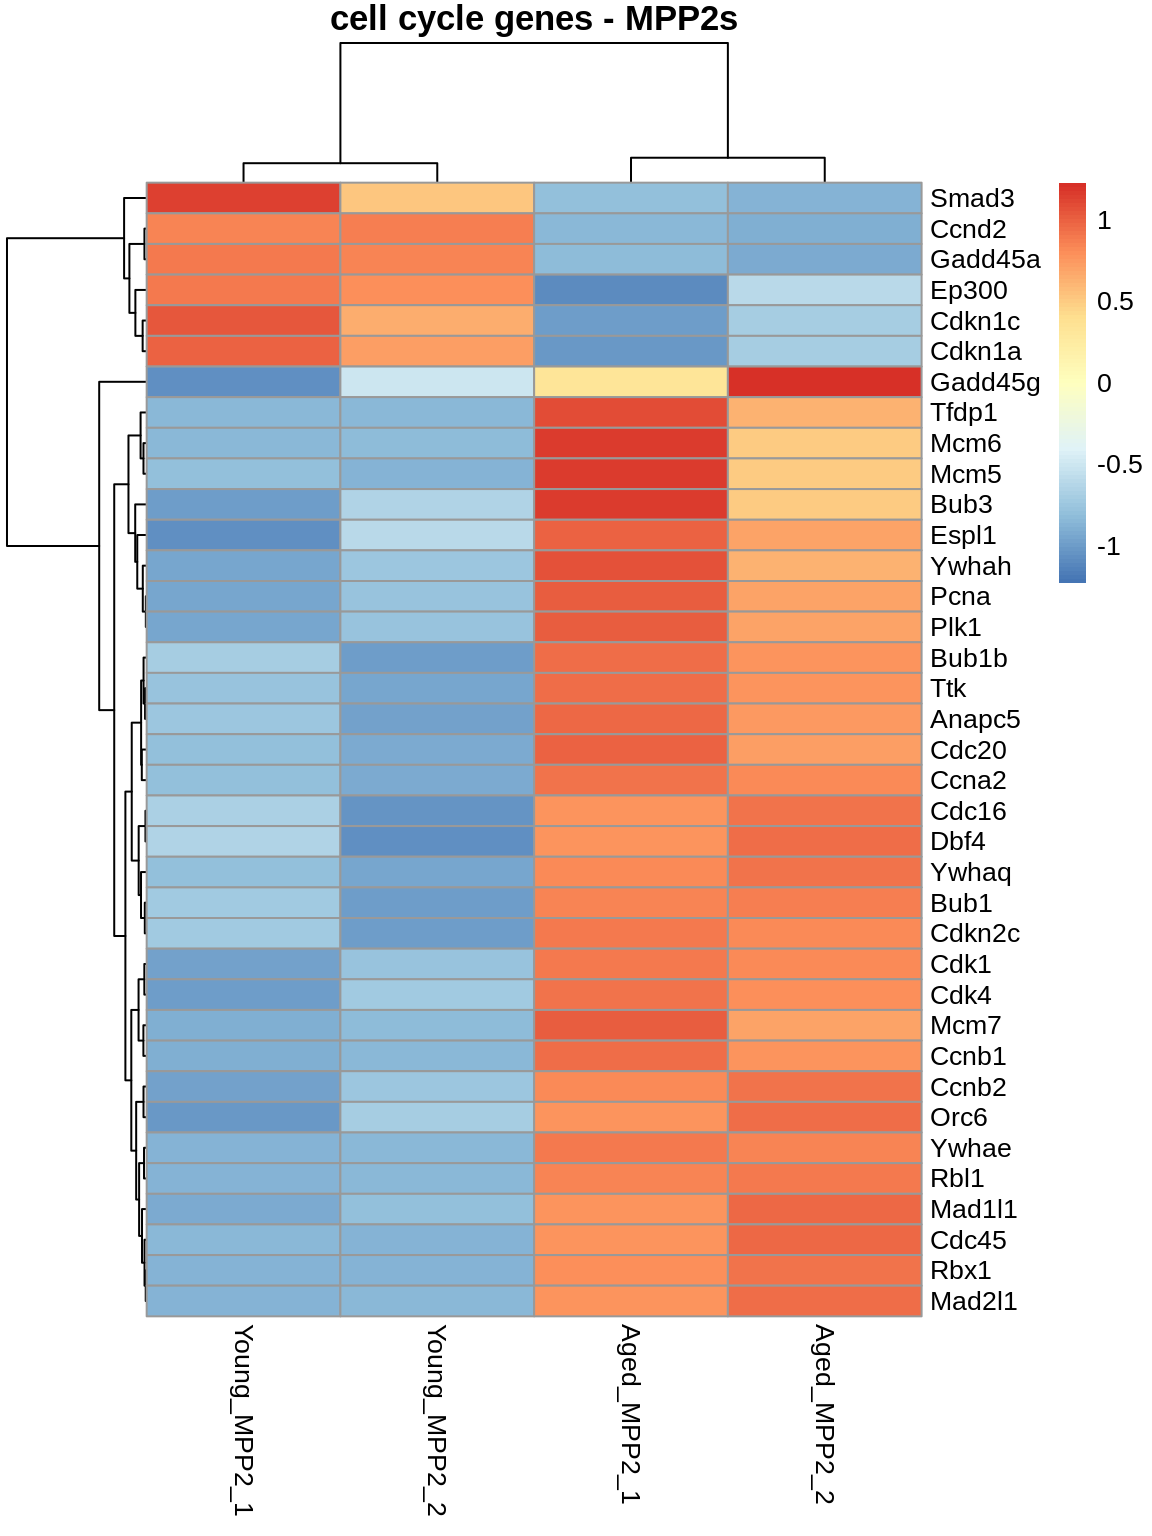 cell cycle genes - MPP2s
Smad3
Ccnd2
Gadd45a
Ep300
Cdkn1c
Cdkn1a
Gadd45g
Tfdp1
Mcm6
Mcm5
Bub3
Espl1
Ywhah
Pcna
Plk1
Bub1b
Ttk
Anapc5
Cdc20
Ccna2
Cdc16
Dbf4
Ywhaq
Bub1
Cdkn2c
Cdk1
Cdk4
Mcm7
Ccnb1
Ccnb2
Orc6
Ywhae
Rbl1
Mad1l1
Cdc45
Rbx1
Mad2l1
1
0.5
0
-0.5
-1
Young_MPP2_1
Young_MPP2_2
Aged_MPP2_1
Aged_MPP2_2